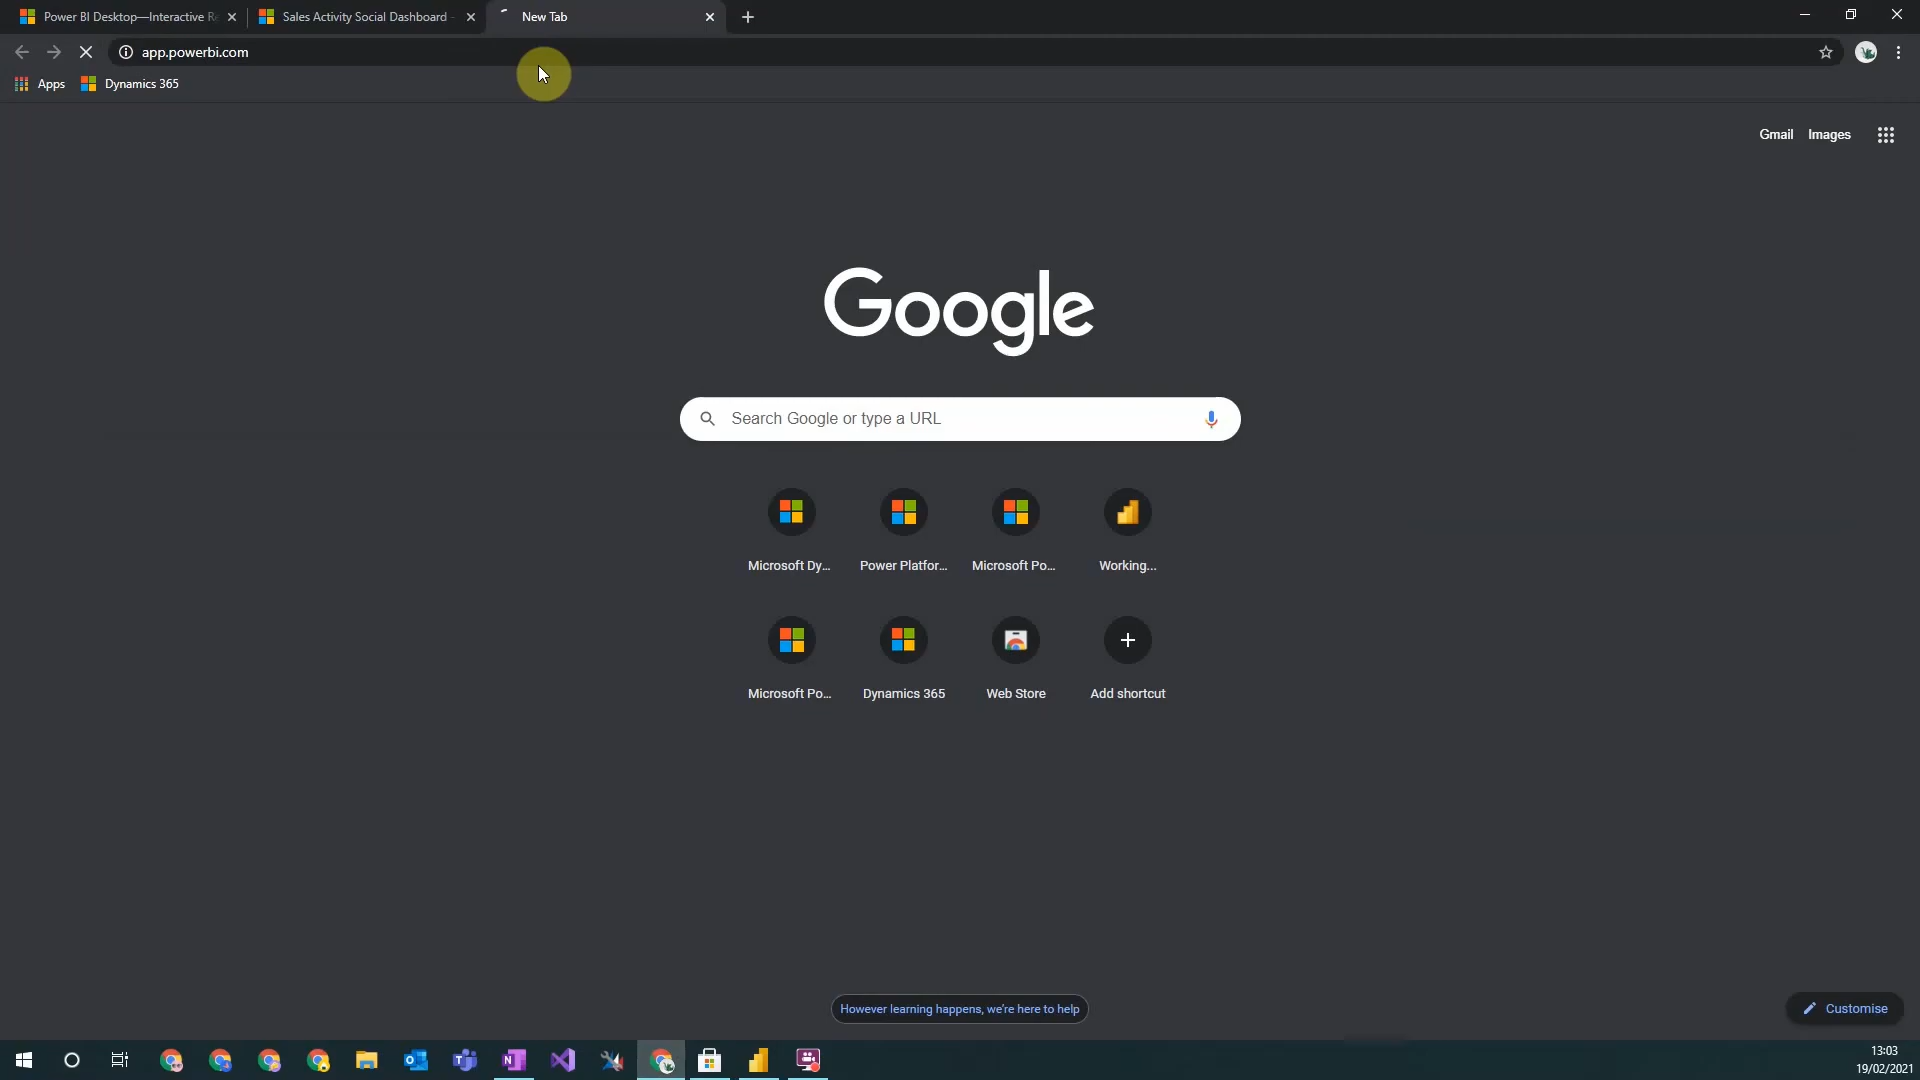 Power BI Desktop—Interactive Re
Sales Activity Social Dashboard -
New Tab
app.powerbi.com
Apps
Dynamics 365
Gmail
Images
Google
Search Google or type a URL
Microsoft Dy...
Power Platfor...
Microsoft Po...
Working...
Microsoft Po...
Dynamics 365
Web Store
Add shortcut
However learning happens, we're here to help
Customise
13:03
19/02/2021